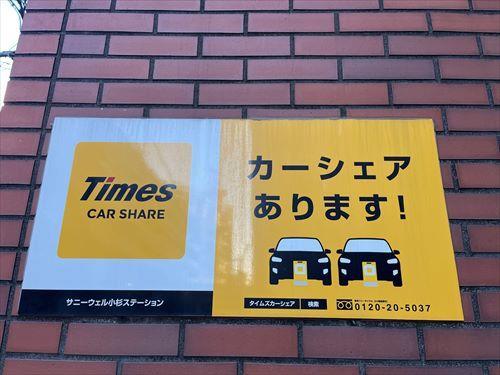 Times
CAR SHARE
サニーウェル小杉ステーション
カーシェア
あります!
タイムズカーシェア 検索
0120-20-5037